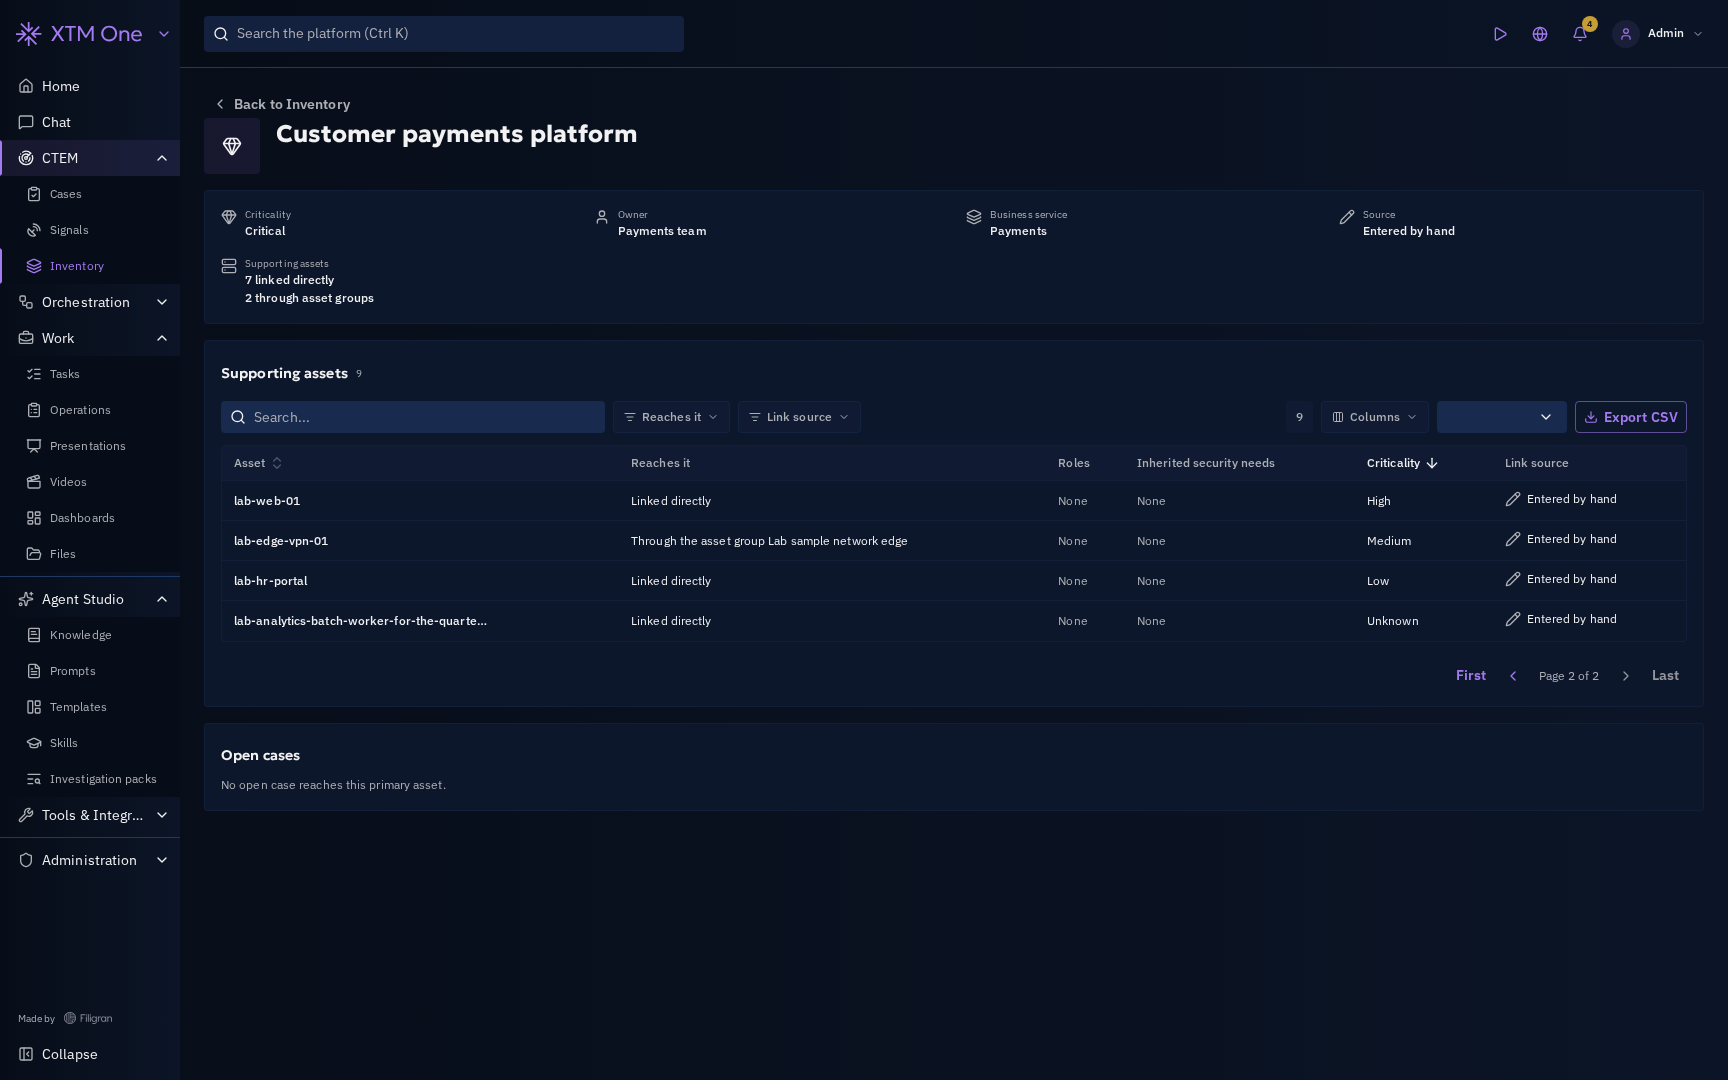 XTM One
Search the platform (Ctrl K)
4
Admin
Home
Chat
CTEM
Cases
Signals
Inventory
Orchestration
Work
Tasks
Operations
Presentations
Videos
Dashboards
Files
Agent Studio
Knowledge
Prompts
Templates
Skills
Investigation packs
Tools & Integr...
Administration
Made by Filigran
Collapse
Back to Inventory
Customer payments platform
Criticality
Critical
Owner
Payments team
Business service
Payments
Source
Entered by hand
Supporting assets
7 linked directly
2 through asset groups
Supporting assets 9
Search...
Reaches it
Link source
9
Columns
Export CSV
Asset Reaches it Roles Inherited security needs Criticality Link source
lab-web-01 Linked directly None None High Entered by hand
lab-edge-vpn-01 Through the asset group Lab sample network edge None None Medium Entered by hand
lab-hr-portal Linked directly None None Low Entered by hand
lab-analytics-batch-worker-for-the-quarte... Linked directly None None Unknown Entered by hand
First Page 2 of 2 Last
Open cases
No open case reaches this primary asset.